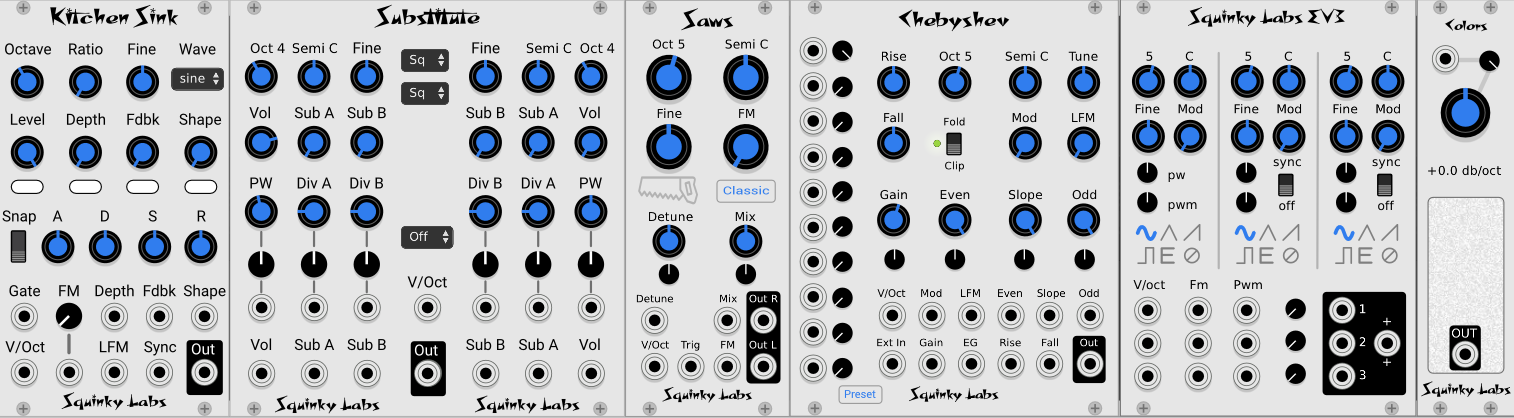 Kitchen Sink
Octave Ratio Fine Wave
sine
Level Depth Fdbk Shape
Snap A D S R
Gate FM Depth Fdbk Shape
V/Oct LFM Sync Out
Squinky Labs
Substitute
Oct 4 Semi C Fine Sq Fine Semi C Oct 4
Sq
Vol Sub A Sub B Sub B Sub A Vol
PW Div A Div B Div B Div A PW
Off
V/Oct
Vol Sub A Sub B Out Sub B Sub A Vol
Squinky Labs Squinky Labs
Saws
Oct 5 Semi C
Fine FM
Classic
Detune Mix
Detune Mix Out R
V/Oct Trig FM Out L
Squinky Labs
Chebyshev
Rise Oct 5 Semi C Tune
Fall Fold Mod LFM
Clip
Gain Even Slope Odd
V/Oct Mod LFM Even Slope Odd
Ext In Gain EG Rise Fall Out
Preset
Squinky Labs
Squinky Labs EV3
5 C 5 C 5 C
Fine Mod Fine Mod Fine Mod
pw sync sync
pwm off off
V/oct Fm Pwm
1
+
2
+
3
Colors
+0.0 db/oct
OUT
Squinky Labs